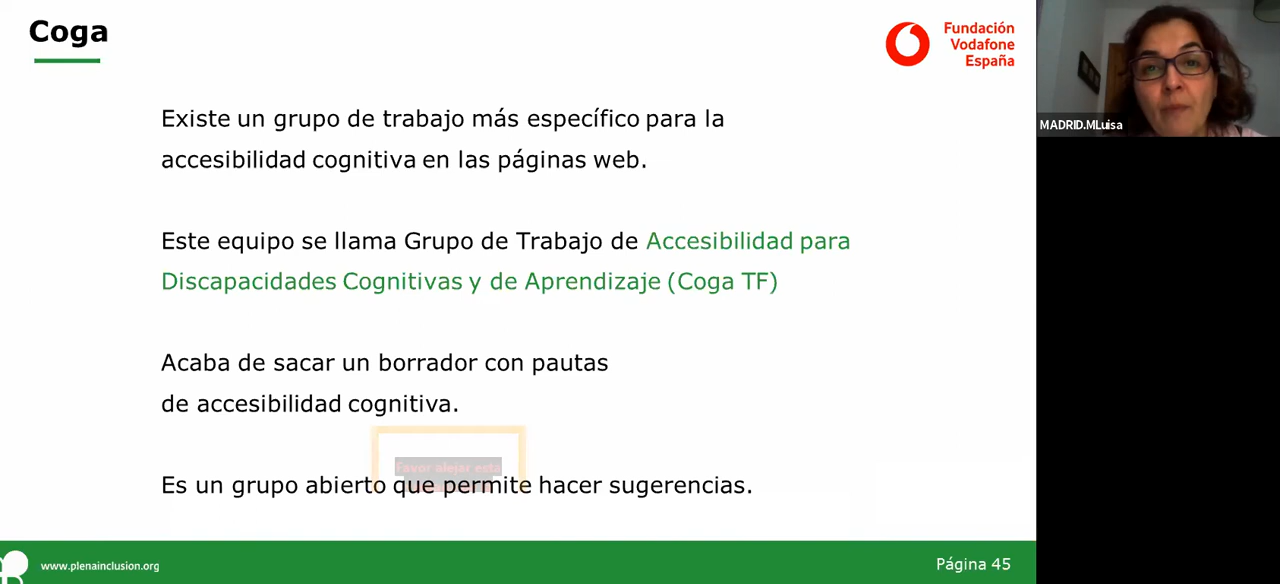 Coga
Fundación
Vodafone
España
MADRID.MLuisa
Existe un grupo de trabajo más específico para la
accesibilidad cognitiva en las páginas web.
Este equipo se llama Grupo de Trabajo de Accesibilidad para
Discapacidades Cognitivas y de Aprendizaje (Coga TF)
Acaba de sacar un borrador con pautas
de accesibilidad cognitiva.
Favor alejar esta
Es un grupo abierto que permite hacer sugerencias.
www.plenainclusion.org
Página 45